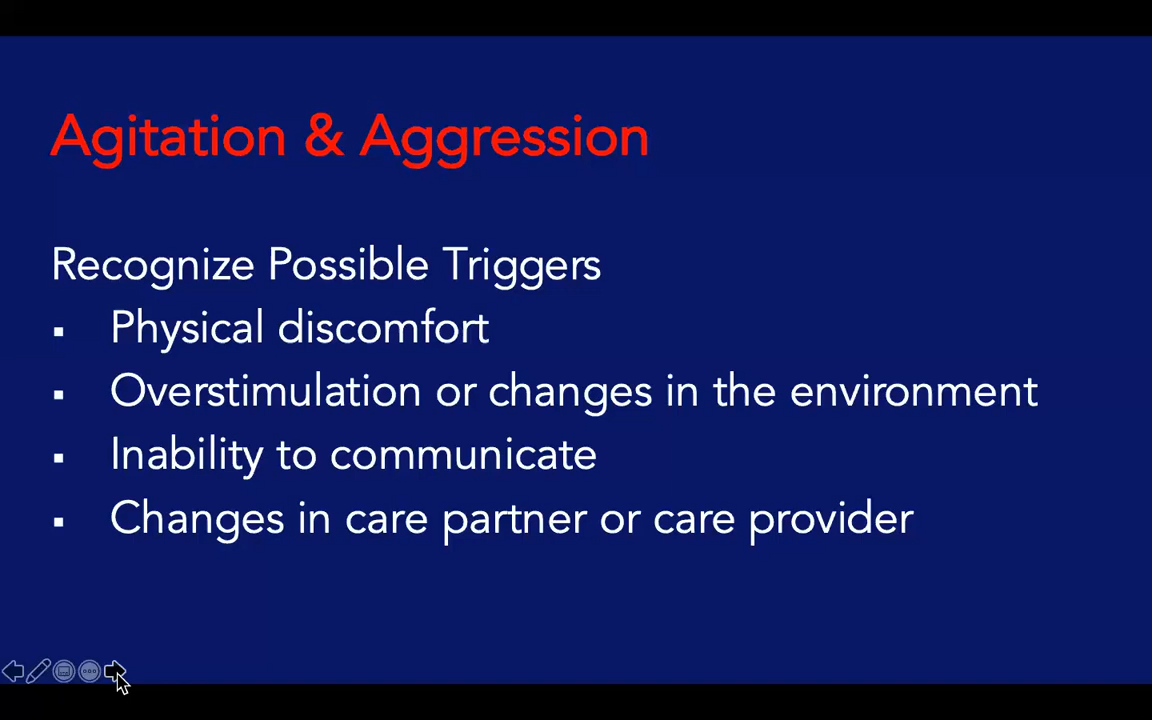 Agitation & Aggression
Recognize Possible Triggers
▪ Physical discomfort
▪ Overstimulation or changes in the environment
▪ Inability to communicate
▪ Changes in care partner or care provider